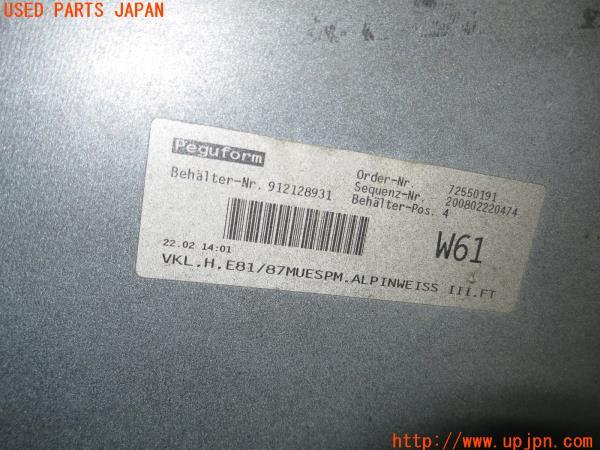 USED PARTS JAPAN
Peguform
Behälter-Nr. 912128931
Order-Nr. 72550191
Sequenz-Nr. 200802220474
Behälter-Pos. 4
W61
22.02 14:01
VKL.H.E81/87MUESPM.ALPINWEISS III.FT
http://www.upjpn.com/